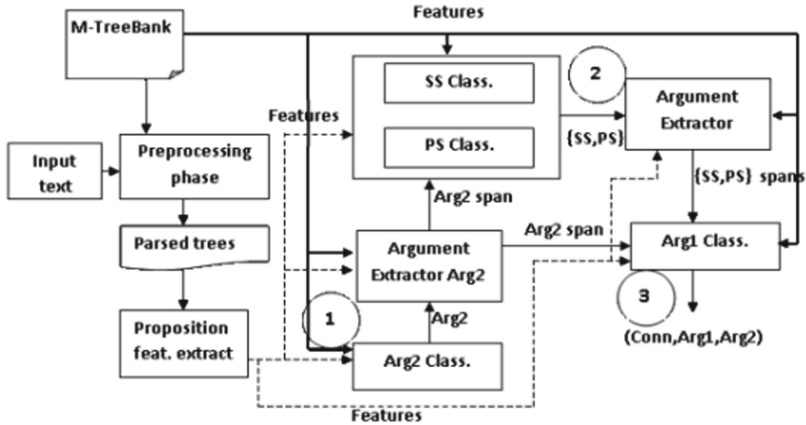 Features
M-TreeBank
SS Class.
2
Argument
Extractor
Features
PS Class.
{SS,PS}
Input
text
Preprocessing
phase
{SS,PS} spans
Arg2 span
Parsed trees
Argument
Extractor Arg2
Arg2 span
Arg1 Class.
1
Arg2
3
Proposition
feat. extract
(Conn,Arg1,Arg2)
Arg2 Class.
Features